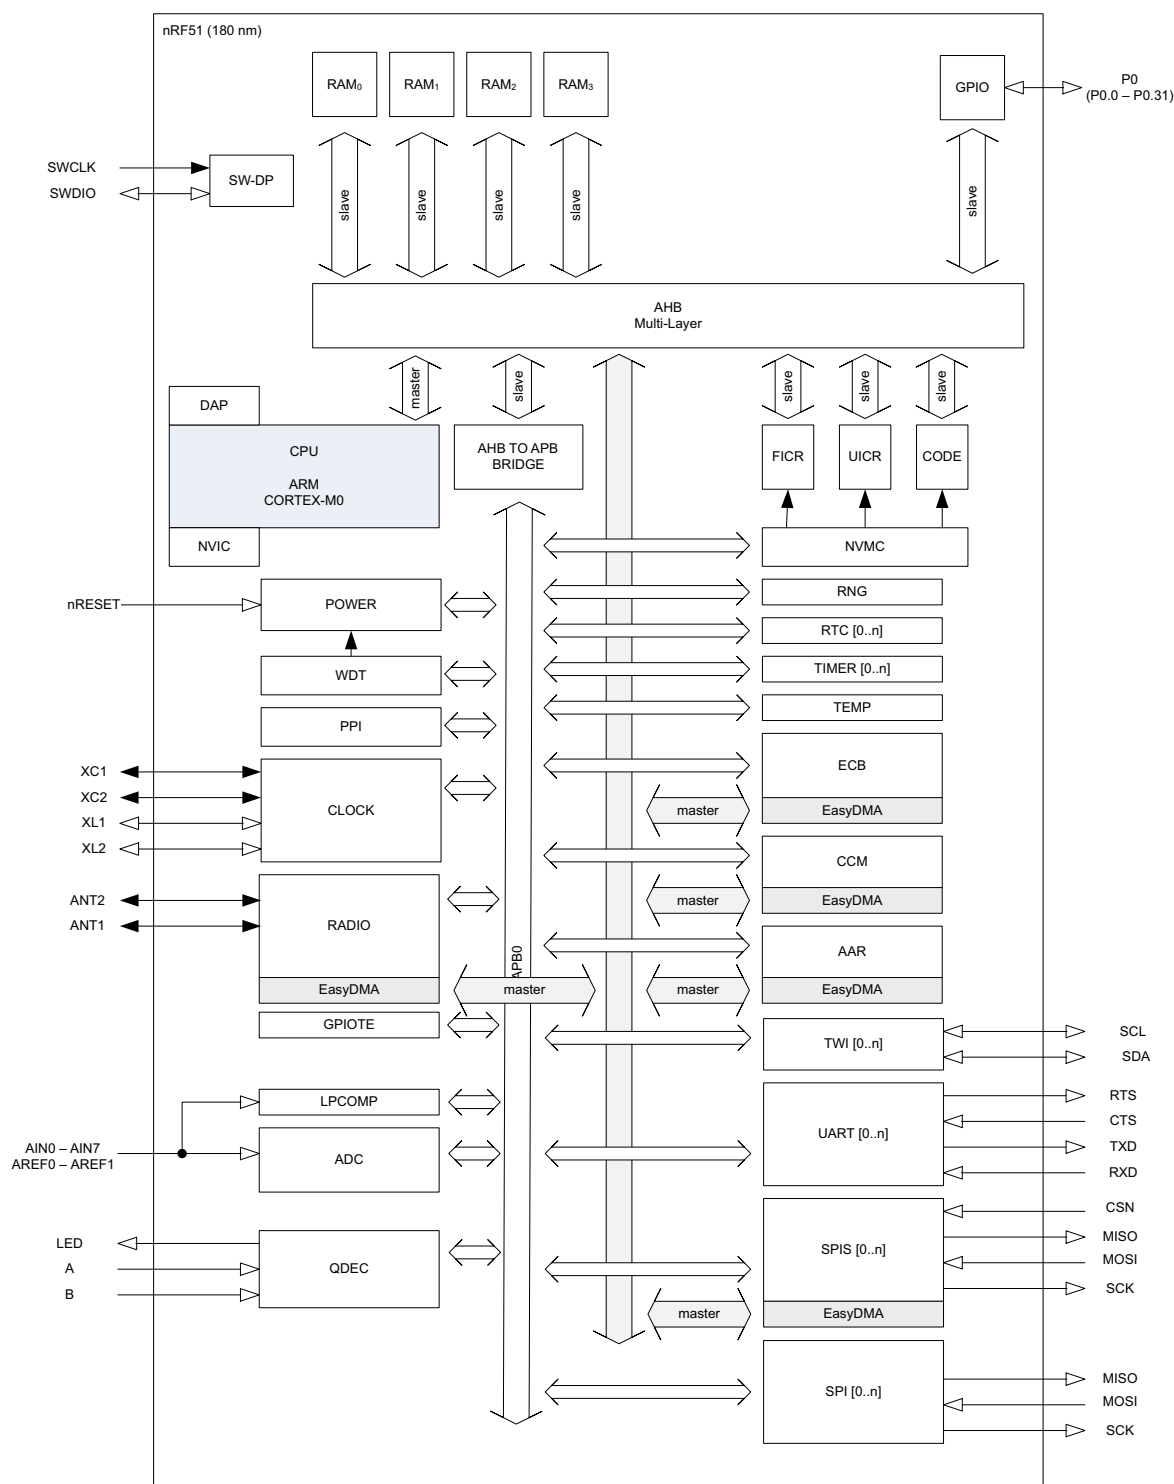 nRF51 (180 nm)
RAM0
RAM1
RAM2
RAM3
GPIO
P0
(P0.0 – P0.31)
SWCLK
SWDIO
SW-DP
slave
slave
slave
slave
slave
AHB
Multi-Layer
master
slave
slave
slave
slave
DAP
CPU
ARM
CORTEX-M0
NVIC
AHB TO APB
BRIDGE
FICR
UICR
CODE
NVMC
nRESET
POWER
RNG
RTC [0..n]
WDT
TIMER [0..n]
PPI
TEMP
XC1
XC2
XL1
XL2
CLOCK
ECB
master
EasyDMA
CCM
master
EasyDMA
ANT2
ANT1
RADIO
EasyDMA
APB0
master
AAR
master
EasyDMA
GPIOTE
TWI [0..n]
SCL
SDA
LPCOMP
AIN0 – AIN7
AREF0 – AREF1
ADC
UART [0..n]
RTS
CTS
TXD
RXD
LED
A
B
QDEC
SPIS [0..n]
CSN
MISO
MOSI
SCK
master
EasyDMA
SPI [0..n]
MISO
MOSI
SCK